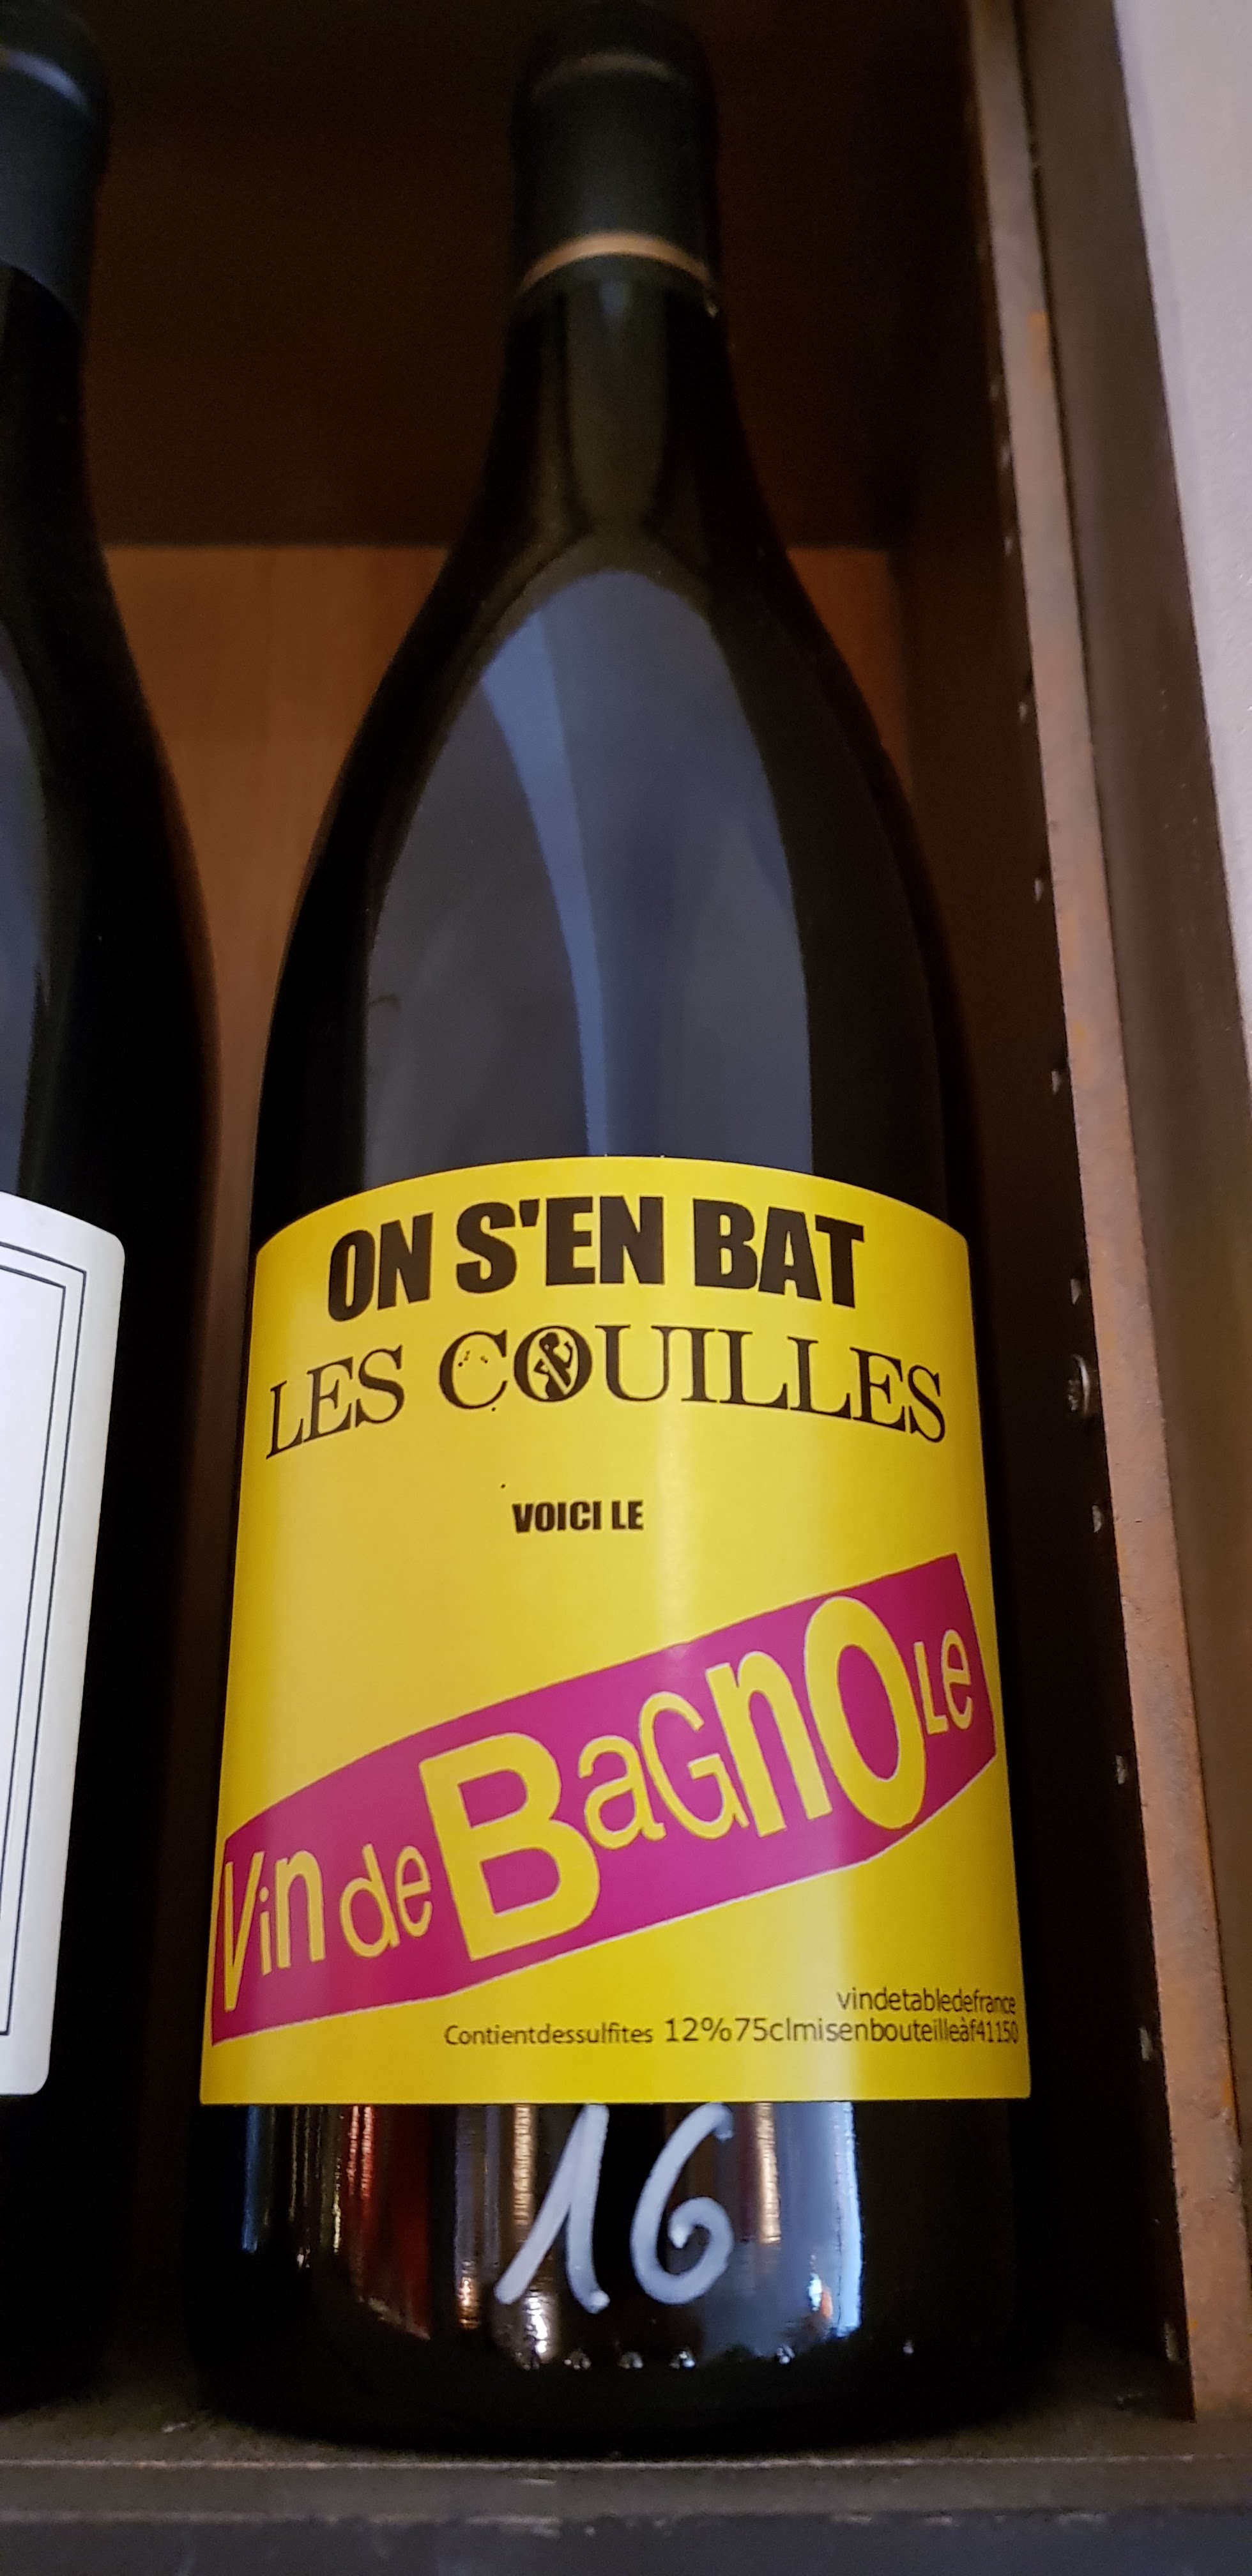 ON S'EN BAT
LES COUILLES
VOICI LE
Vin de BaGnOLe
vindetabledefrance
Contientdessulfites 12%75clmisenbouteilleàf41150
16